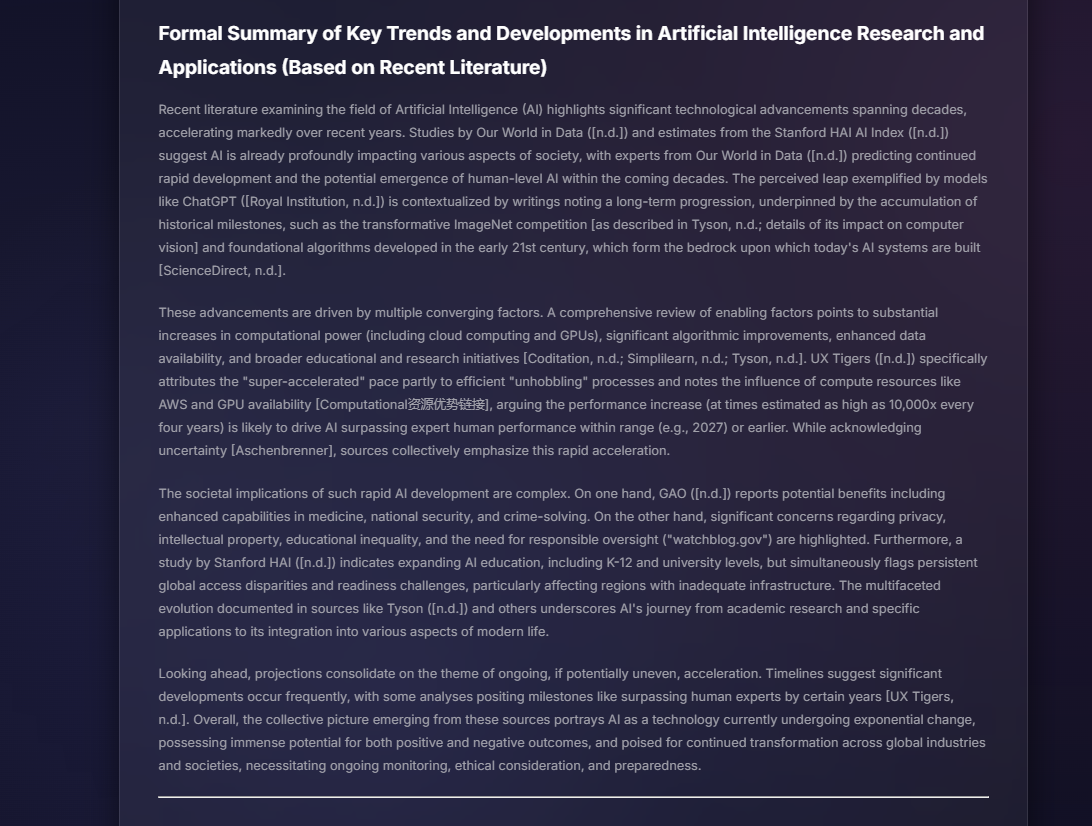 Formal Summary of Key Trends and Developments in Artificial Intelligence Research and
Applications (Based on Recent Literature)
Recent literature examining the field of Artificial Intelligence (AI) highlights significant technological advancements spanning decades,
accelerating markedly over recent years. Studies by Our World in Data ([n.d.]) and estimates from the Stanford HAI AI Index ([n.d.])
suggest AI is already profoundly impacting various aspects of society, with experts from Our World in Data ([n.d.]) predicting continued
rapid development and the potential emergence of human-level AI within the coming decades. The perceived leap exemplified by models
like ChatGPT ([Royal Institution, n.d.]) is contextualized by writings noting a long-term progression, underpinned by the accumulation of
historical milestones, such as the transformative ImageNet competition [as described in Tyson, n.d.; details of its impact on computer
vision] and foundational algorithms developed in the early 21st century, which form the bedrock upon which today's AI systems are built
[ScienceDirect, n.d.].
These advancements are driven by multiple converging factors. A comprehensive review of enabling factors points to substantial
increases in computational power (including cloud computing and GPUs), significant algorithmic improvements, enhanced data
availability, and broader educational and research initiatives [Coditation, n.d.; Simplilearn, n.d.; Tyson, n.d.]. UX Tigers ([n.d.]) specifically
attributes the "super-accelerated" pace partly to efficient "unhobbling" processes and notes the influence of compute resources like
AWS and GPU availability [Computational资源优势链接], arguing the performance increase (at times estimated as high as 10,000x every
four years) is likely to drive AI surpassing expert human performance within range (e.g., 2027) or earlier. While acknowledging
uncertainty [Aschenbrenner], sources collectively emphasize this rapid acceleration.
The societal implications of such rapid AI development are complex. On one hand, GAO ([n.d.]) reports potential benefits including
enhanced capabilities in medicine, national security, and crime-solving. On the other hand, significant concerns regarding privacy,
intellectual property, educational inequality, and the need for responsible oversight ("watchblog.gov") are highlighted. Furthermore, a
study by Stanford HAI ([n.d.]) indicates expanding AI education, including K-12 and university levels, but simultaneously flags persistent
global access disparities and readiness challenges, particularly affecting regions with inadequate infrastructure. The multifaceted
evolution documented in sources like Tyson ([n.d.]) and others underscores AI's journey from academic research and specific
applications to its integration into various aspects of modern life.
Looking ahead, projections consolidate on the theme of ongoing, if potentially uneven, acceleration. Timelines suggest significant
developments occur frequently, with some analyses positing milestones like surpassing human experts by certain years [UX Tigers,
n.d.]. Overall, the collective picture emerging from these sources portrays AI as a technology currently undergoing exponential change,
possessing immense potential for both positive and negative outcomes, and poised for continued transformation across global industries
and societies, necessitating ongoing monitoring, ethical consideration, and preparedness.